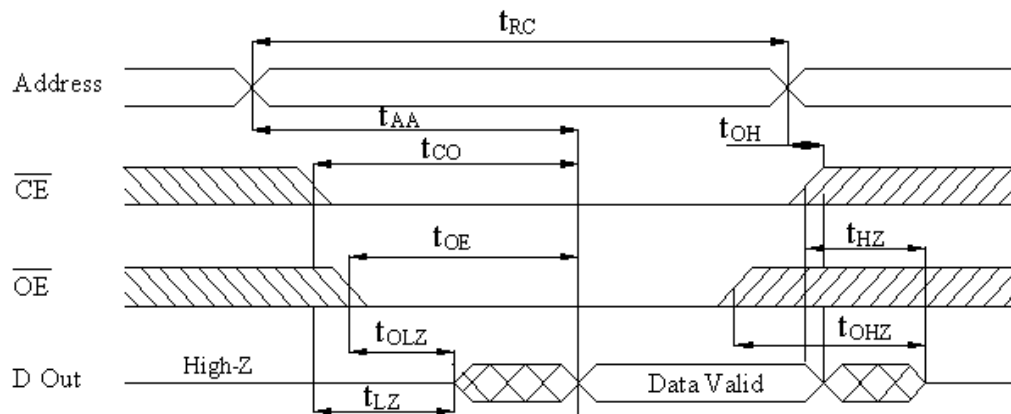 tRC
Address
tAA
tOH
tCO
CE
tHZ
tOE
OE
tOLZ
tOHZ
High-Z
D Out
Data Valid
tLZ